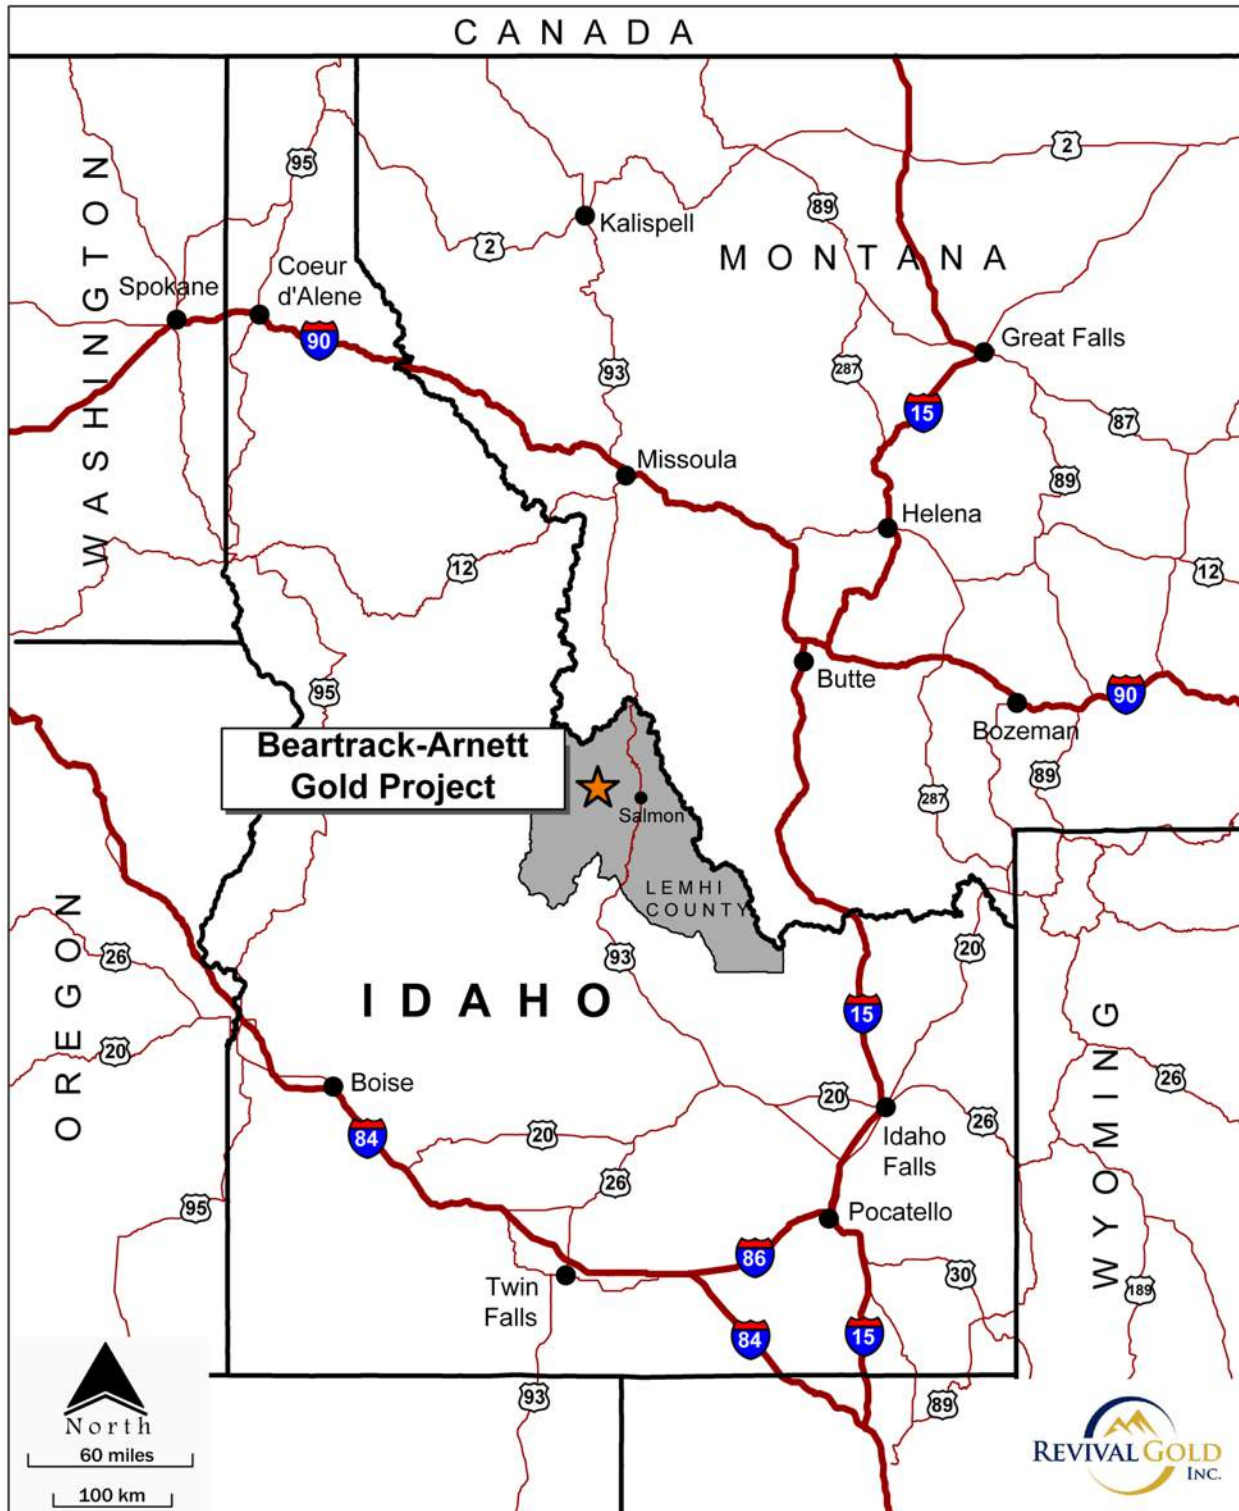 CANADA
95
2
89
Kalispell
2
MONTANA
WASHINGTON
Spokane
Coeur
d'Alene
90
93
287
Great Falls
15
87
Missoula
89
Helena
12
12
95
Butte
90
Bozeman
Beartrack-Arnett
Gold Project
89
287
Salmon
LEMHI
COUNTY
OREGON
26
93
20
IDAHO
15
WYOMING
20
Boise
20
26
84
20
Idaho
Falls
26
26
95
Pocatello
86
30
Twin
Falls
189
84
15
93
89
North
60 miles
100 km
REVIVAL GOLD
INC.